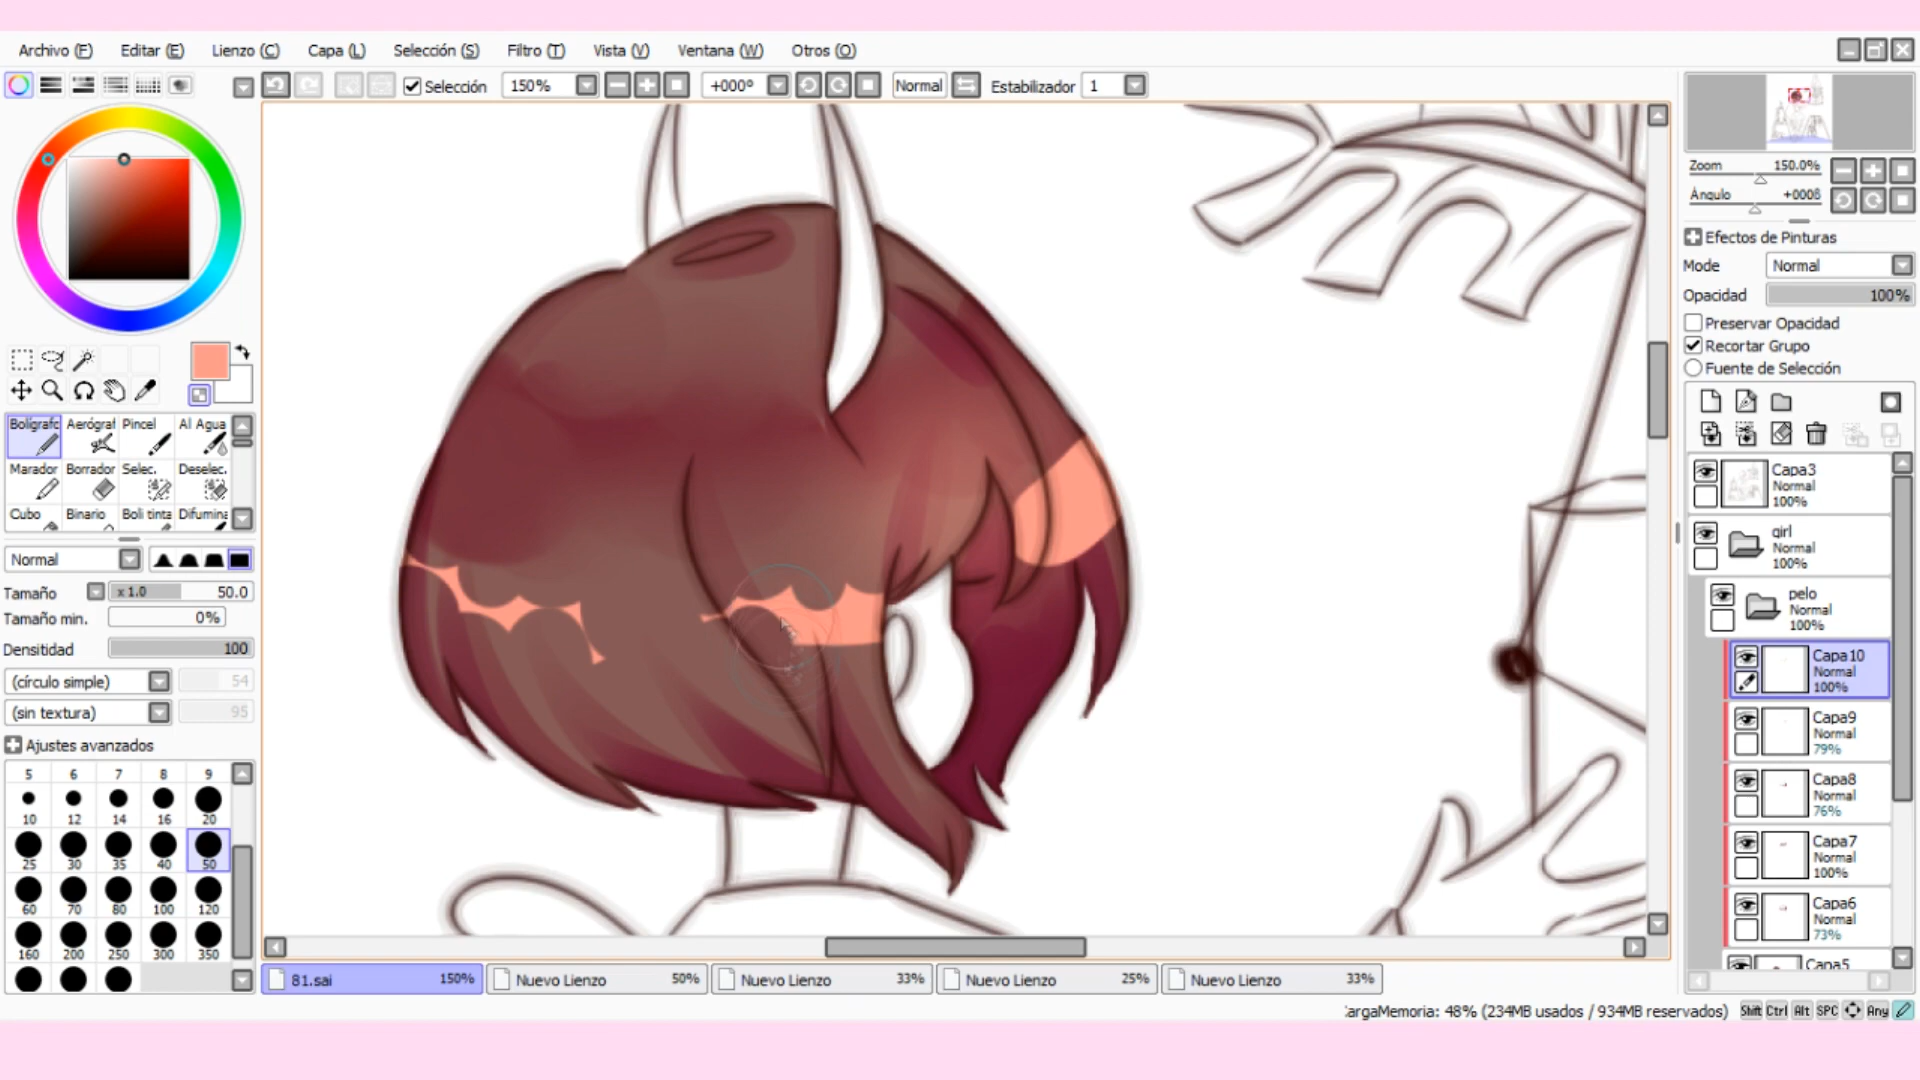 Archivo (F) Editar (E) Lienzo (C) Capa (L) Selección (S) Filtro (T) Vista (V) Ventana (W) Otros (O)
Selección 150% +000º Normal Estabilizador 1
Zoom 150.0%
Ángulo +000ß
Efectos de Pinturas
Mode Normal
Opacidad 100%
Preservar Opacidad
Recortar Grupo
Fuente de Selección
Bolígrafc Aerógraf Pincel Al Agua
Marador Borrador Selec. Deselec.
Cubo Binario Boli tinta Difumina
Normal
Tamaño x 1.0 50.0
Tamaño min. 0%
Densitidad 100
(círculo simple) 54
(sin textura) 95
Ajustes avanzados
5 6 7 8 9
10 12 14 16 20
25 30 35 40 50
60 70 80 100 120
160 200 250 300 350
Capa3
Normal
100%
girl
Normal
100%
pelo
Normal
100%
Capa10
Normal
100%
Capa9
Normal
79%
Capa8
Normal
76%
Capa7
Normal
100%
Capa6
Normal
73%
Capa5
81.sai 150% Nuevo Lienzo 50% Nuevo Lienzo 33% Nuevo Lienzo 25% Nuevo Lienzo 33%
argaMemoria: 48% (234MB usados / 934MB reservados) Shift Ctrl Alt SPC Any